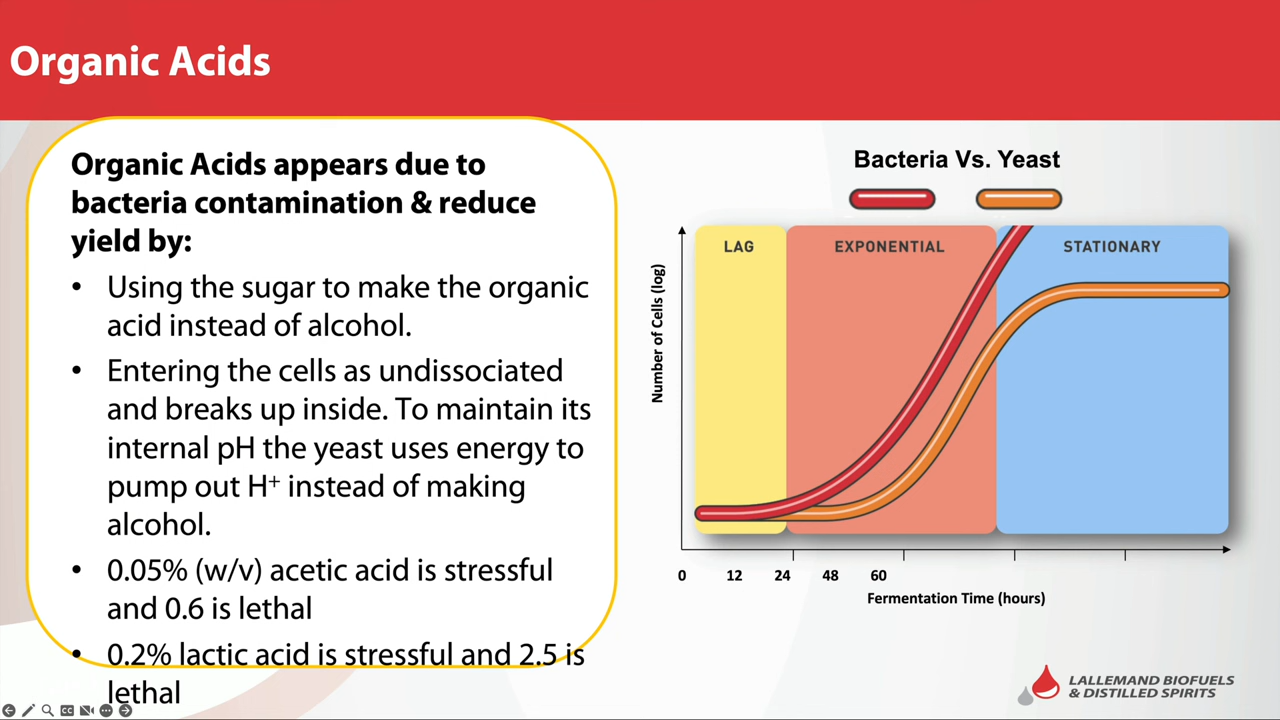 Organic Acids
Organic Acids appears due to
bacteria contamination & reduce
yield by:
• Using the sugar to make the organic
acid instead of alcohol.
• Entering the cells as undissociated
and breaks up inside. To maintain its
internal pH the yeast uses energy to
pump out H⁺ instead of making
alcohol.
• 0.05% (w/v) acetic acid is stressful
and 0.6 is lethal
• 0.2% lactic acid is stressful and 2.5 is
lethal
Bacteria Vs. Yeast
LAG EXPONENTIAL STATIONARY
Number of Cells (log)
0 12 24 48 60
Fermentation Time (hours)
LALLEMAND BIOFUELS
& DISTILLED SPIRITS